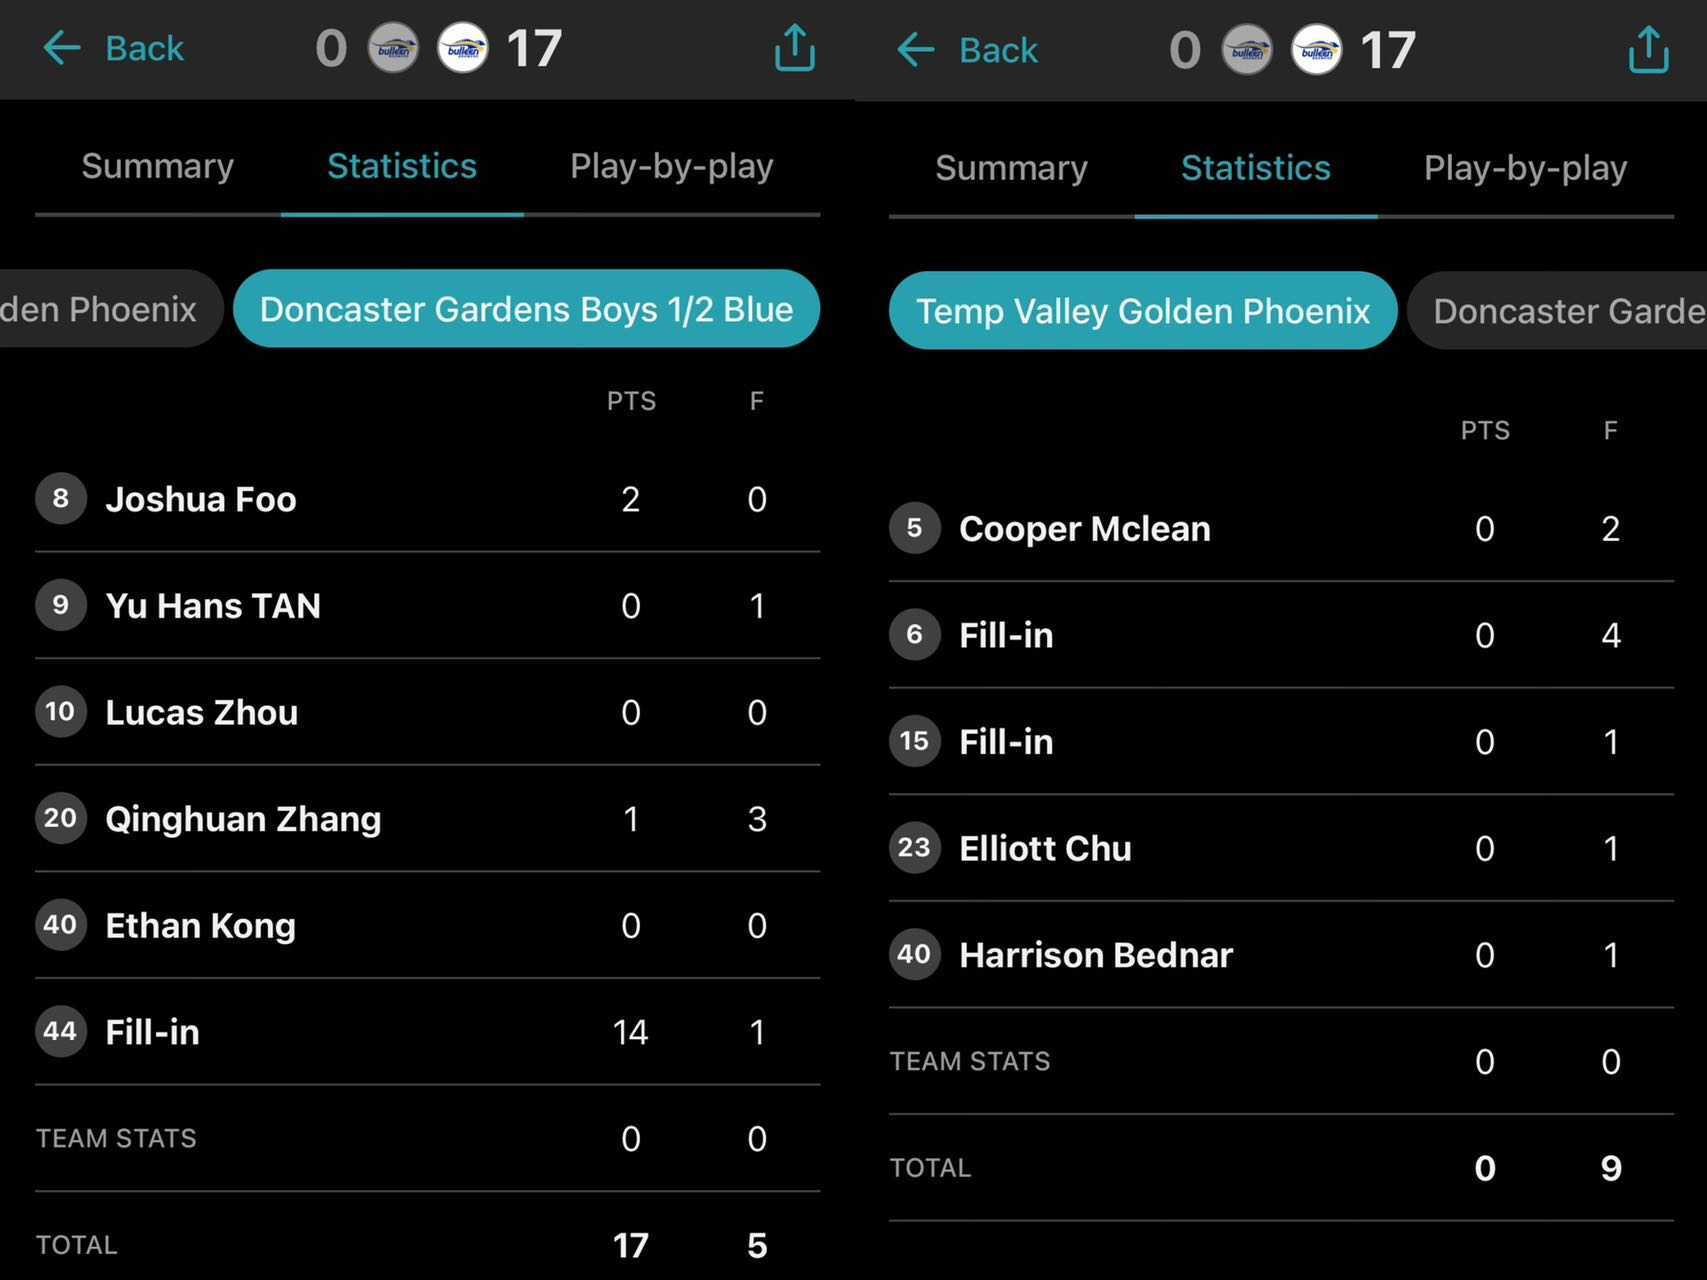 Back
0 bulleen bulleen 17
Summary Statistics Play-by-play
den Phoenix Doncaster Gardens Boys 1/2 Blue
PTS F
8 Joshua Foo 2 0
9 Yu Hans TAN 0 1
10 Lucas Zhou 0 0
20 Qinghuan Zhang 1 3
40 Ethan Kong 0 0
44 Fill-in 14 1
TEAM STATS 0 0
TOTAL 17 5
Back
0 bulleen bulleen 17
Summary Statistics Play-by-play
Temp Valley Golden Phoenix Doncaster Garde
PTS F
5 Cooper Mclean 0 2
6 Fill-in 0 4
15 Fill-in 0 1
23 Elliott Chu 0 1
40 Harrison Bednar 0 1
TEAM STATS 0 0
TOTAL 0 9